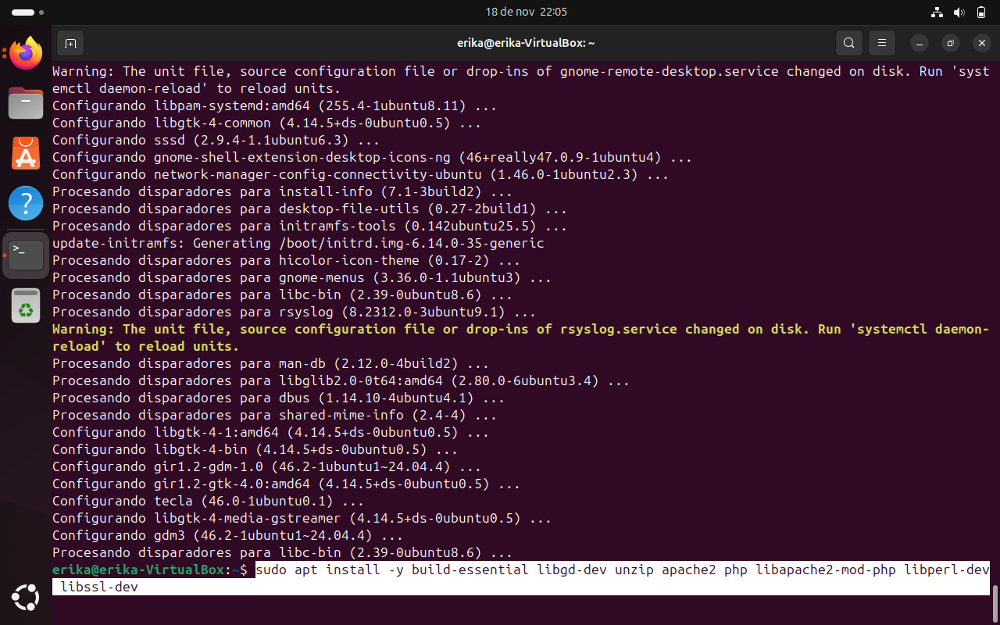 18 de nov 22:05
erika@erika-VirtualBox: ~
Warning: The unit file, source configuration file or drop-ins of gnome-remote-desktop.service changed on disk. Run 'syst
emctl daemon-reload' to reload units.
Configurando libpam-systemd:amd64 (255.4-1ubuntu8.11) ...
Configurando libgtk-4-common (4.14.5+ds-0ubuntu0.5) ...
Configurando sssd (2.9.4-1.1ubuntu6.3) ...
Configurando gnome-shell-extension-desktop-icons-ng (46+really47.0.9-1ubuntu4) ...
Configurando network-manager-config-connectivity-ubuntu (1.46.0-1ubuntu2.3) ...
Procesando disparadores para install-info (7.1-3build2) ...
Procesando disparadores para desktop-file-utils (0.27-2build1) ...
Procesando disparadores para initramfs-tools (0.142ubuntu25.5) ...
update-initramfs: Generating /boot/initrd.img-6.14.0-35-generic
Procesando disparadores para hicolor-icon-theme (0.17-2) ...
Procesando disparadores para gnome-menus (3.36.0-1.1ubuntu3) ...
Procesando disparadores para libc-bin (2.39-0ubuntu8.6) ...
Procesando disparadores para rsyslog (8.2312.0-3ubuntu9.1) ...
Warning: The unit file, source configuration file or drop-ins of rsyslog.service changed on disk. Run 'systemctl daemon-
reload' to reload units.
Procesando disparadores para man-db (2.12.0-4build2) ...
Procesando disparadores para libglib2.0-0t64:amd64 (2.80.0-6ubuntu3.4) ...
Procesando disparadores para dbus (1.14.10-4ubuntu4.1) ...
Procesando disparadores para shared-mime-info (2.4-4) ...
Configurando libgtk-4-1:amd64 (4.14.5+ds-0ubuntu0.5) ...
Configurando libgtk-4-bin (4.14.5+ds-0ubuntu0.5) ...
Configurando gir1.2-gdm-1.0 (46.2-1ubuntu1~24.04.4) ...
Configurando gir1.2-gtk-4.0:amd64 (4.14.5+ds-0ubuntu0.5) ...
Configurando tecla (46.0-1ubuntu0.1) ...
Configurando libgtk-4-media-gstreamer (4.14.5+ds-0ubuntu0.5) ...
Configurando gdm3 (46.2-1ubuntu1~24.04.4) ...
Procesando disparadores para libc-bin (2.39-0ubuntu8.6) ...
erika@erika-VirtualBox:~$ sudo apt install -y build-essential libgd-dev unzip apache2 php libapache2-mod-php libperl-dev
 libssl-dev